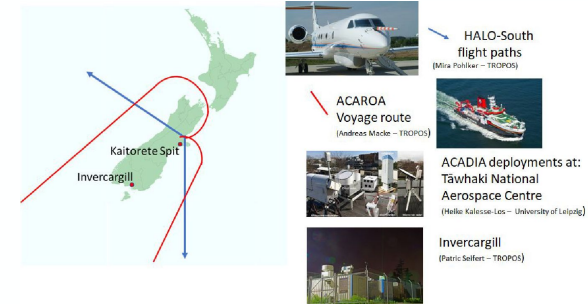 Kaitorete Spit
Invercargill
HALO-South
flight paths
(Mira Pohlker – TROPOS)
ACAROA
Voyage route
(Andreas Macke – TROPOS)
ACADIA deployments at:
Tāwhaki National
Aerospace Centre
(Heike Kalesse-Los – University of Leipzig)
Invercargill
(Patric Seifert – TROPOS)